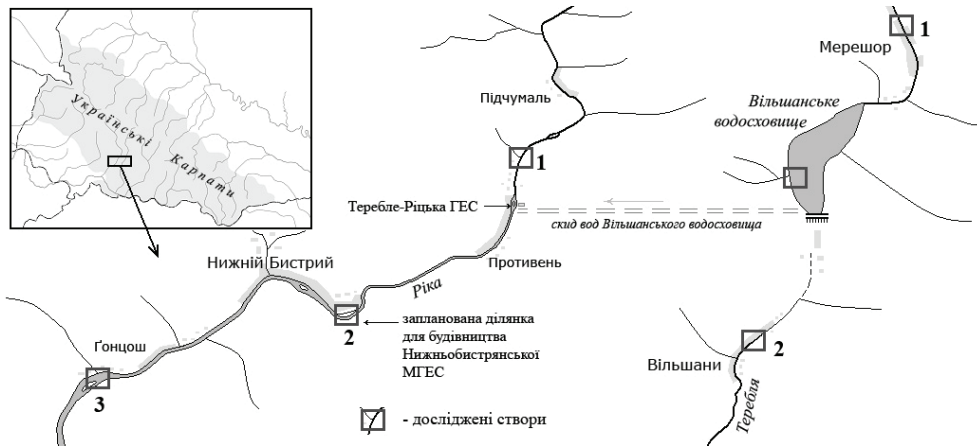 Українські
Карпати
Підчумаль
1
Теребле-Ріцька ГЕС
Противень
Ріка
Нижній Бистрий
2
запланована ділянка
для будівництва
Нижньобистрянської
МГЕС
Ґонцош
3
- досліджені створи
1
Мерешор
Вільшанське
водосховище
скид вод Вільшанського водосховища
2
Вільшани
Теребля